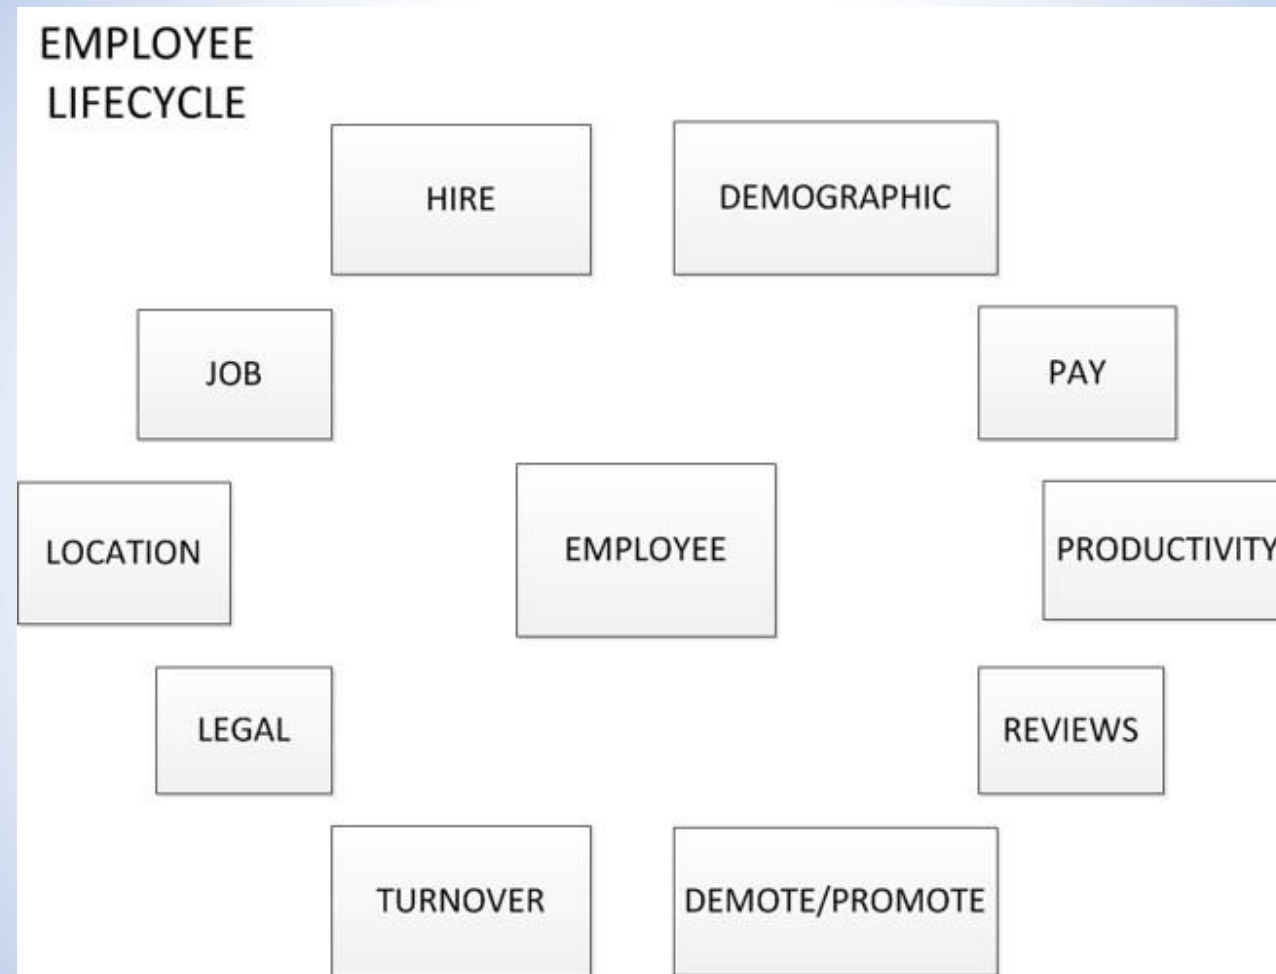 EMPLOYEE
LIFECYCLE
HIRE
DEMOGRAPHIC
JOB
PAY
LOCATION
EMPLOYEE
PRODUCTIVITY
LEGAL
REVIEWS
TURNOVER
DEMOTE/PROMOTE